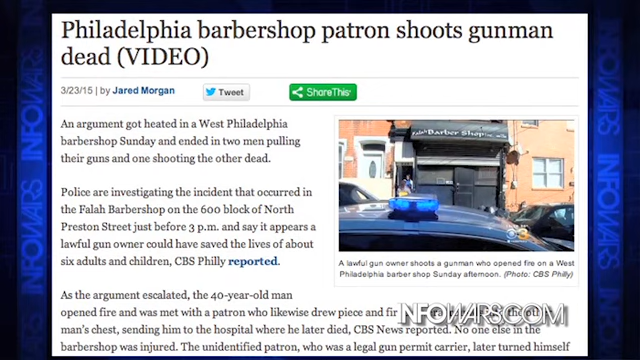 Philadelphia barbershop patron shoots gunman
dead (VIDEO)
3/23/15 | by Jared Morgan
Tweet
ShareThis
An argument got heated in a West Philadelphia
barbershop Sunday and ended in two men pulling
their guns and one shooting the other dead.
Falah Barber Shop
Police are investigating the incident that occurred in
the Falah Barbershop on the 600 block of North
Preston Street just before 3 p.m. and say it appears a
lawful gun owner could have saved the lives of about
six adults and children, CBS Philly reported.
A lawful gun owner shoots a gunman who opened fire on a West
Philadelphia barber shop Sunday afternoon. (Photo: CBS Philly)
As the argument escalated, the 40-year-old man
opened fire and was met with a patron who likewise drew piece and fir
man's chest, sending him to the hospital where he later died, CBS News reported. No one else in the
barbershop was injured. The unidentified patron, who was a legal gun permit carrier, later turned himself
INFOWARS.COM
INFOWARS
INFOWARS